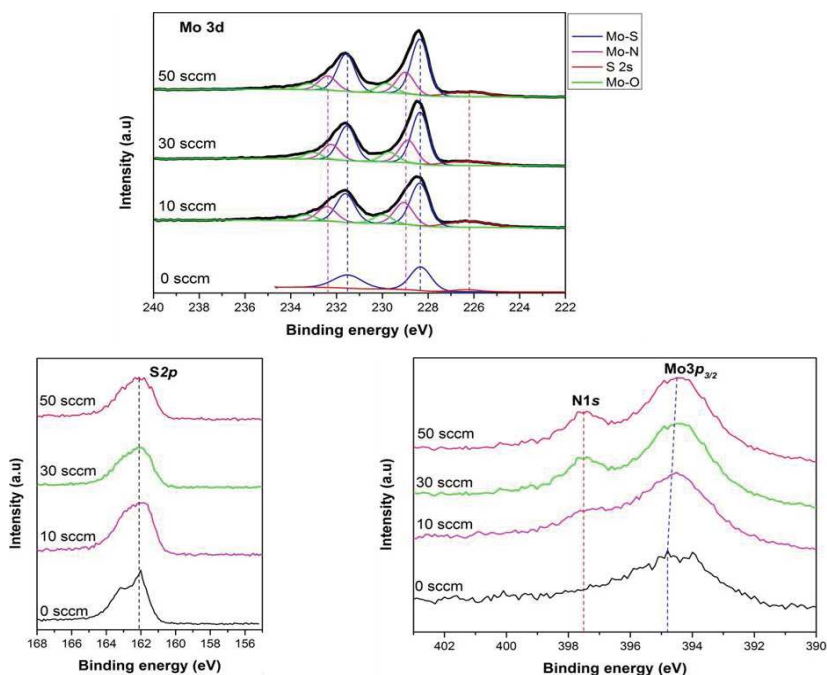 Mo 3d
Mo-S
Mo-N
S 2s
Mo-O
50 sccm
30 sccm
10 sccm
0 sccm
Intensity (a.u)
240 238 236 234 232 230 228 226 224 222
Binding energy (eV)
S2p
50 sccm
30 sccm
10 sccm
0 sccm
Intensity (a.u)
168 166 164 162 160 158 156
Binding energy (eV)
Mo3p3/2
N1s
50 sccm
30 sccm
10 sccm
0 sccm
Intensity (a.u)
402 400 398 396 394 392 390
Binding energy (eV)